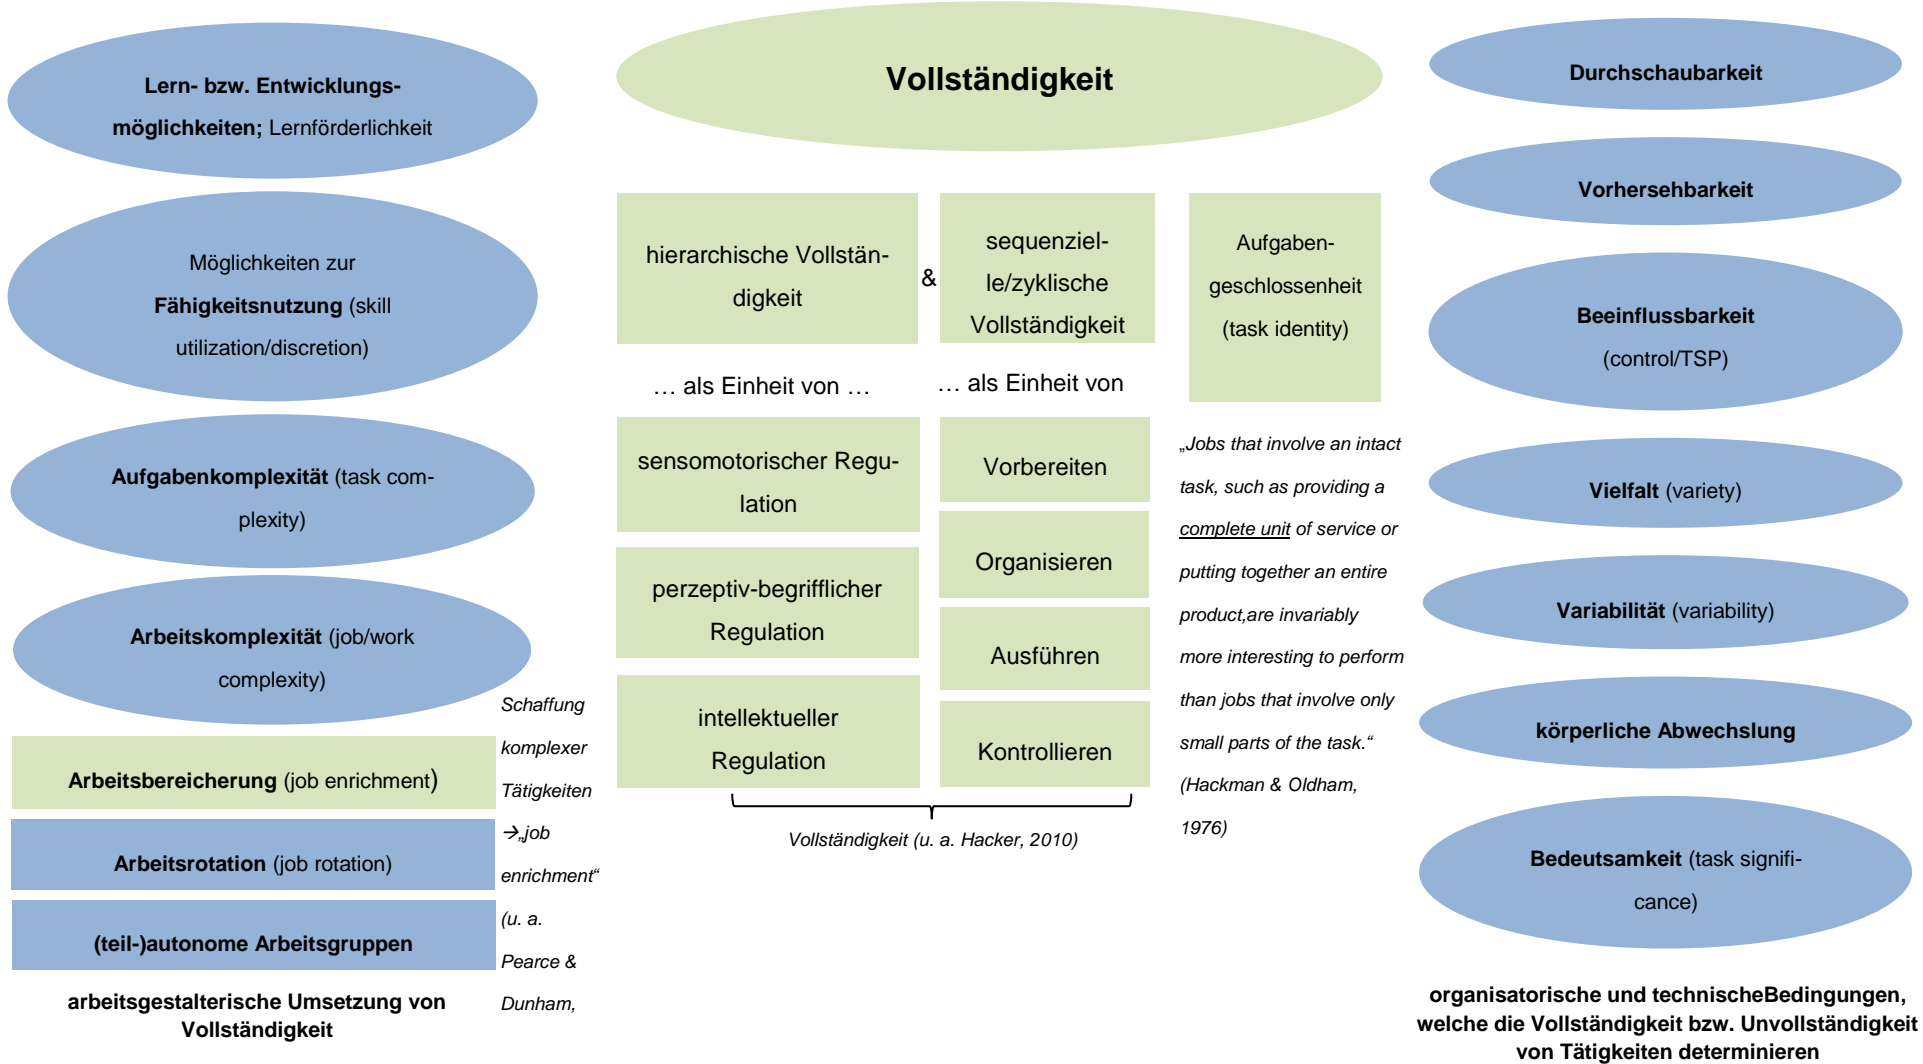 Lern- bzw. Entwicklungs-
möglichkeiten; Lernförderlichkeit
Möglichkeiten zur
Fähigkeitsnutzung (skill
utilization/discretion)
Aufgabenkomplexität (task com-
plexity)
Arbeitskomplexität (job/work
complexity)
Arbeitsbereicherung (job enrichment)
Arbeitsrotation (job rotation)
(teil-)autonome Arbeitsgruppen
arbeitsgestalterische Umsetzung von
Vollständigkeit
Schaffung
komplexer
Tätigkeiten
→„job
enrichment“
(u. a.
Pearce &
Dunham,
Vollständigkeit
hierarchische Vollstän-
digkeit
&
sequenziel-
le/zyklische
Vollständigkeit
… als Einheit von …
… als Einheit von
sensomotorischer Regu-
lation
perzeptiv-begrifflicher
Regulation
intellektueller
Regulation
Vorbereiten
Organisieren
Ausführen
Kontrollieren
Vollständigkeit (u. a. Hacker, 2010)
Aufgaben-
geschlossenheit
(task identity)
„Jobs that involve an intact
task, such as providing a
complete unit of service or
putting together an entire
product,are invariably
more interesting to perform
than jobs that involve only
small parts of the task.“
(Hackman & Oldham,
1976)
Durchschaubarkeit
Vorhersehbarkeit
Beeinflussbarkeit
(control/TSP)
Vielfalt (variety)
Variabilität (variability)
körperliche Abwechslung
Bedeutsamkeit (task signifi-
cance)
organisatorische und technischeBedingungen,
welche die Vollständigkeit bzw. Unvollständigkeit
von Tätigkeiten determinieren